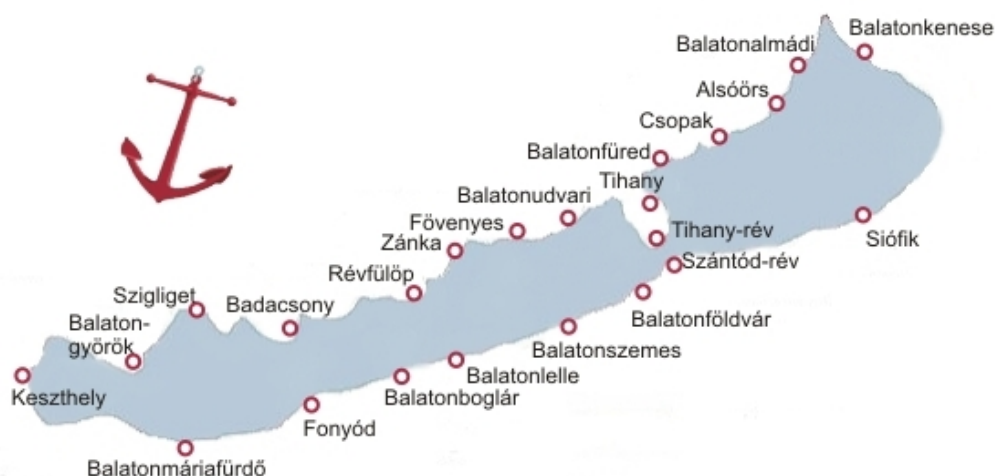 Balatonkenese
Balatonalmádi
Alsóörs
Csopak
Balatonfüred
Tihany
Balatonudvari
Fövenyes
Tihany-rév
Siófik
Zánka
Szántód-rév
Révfülöp
Szigliget
Badacsony
Balatonföldvár
Balaton-
györök
Balatonszemes
Balatonlelle
Keszthely
Balatonboglár
Fonyód
Balatonmáriafürdő